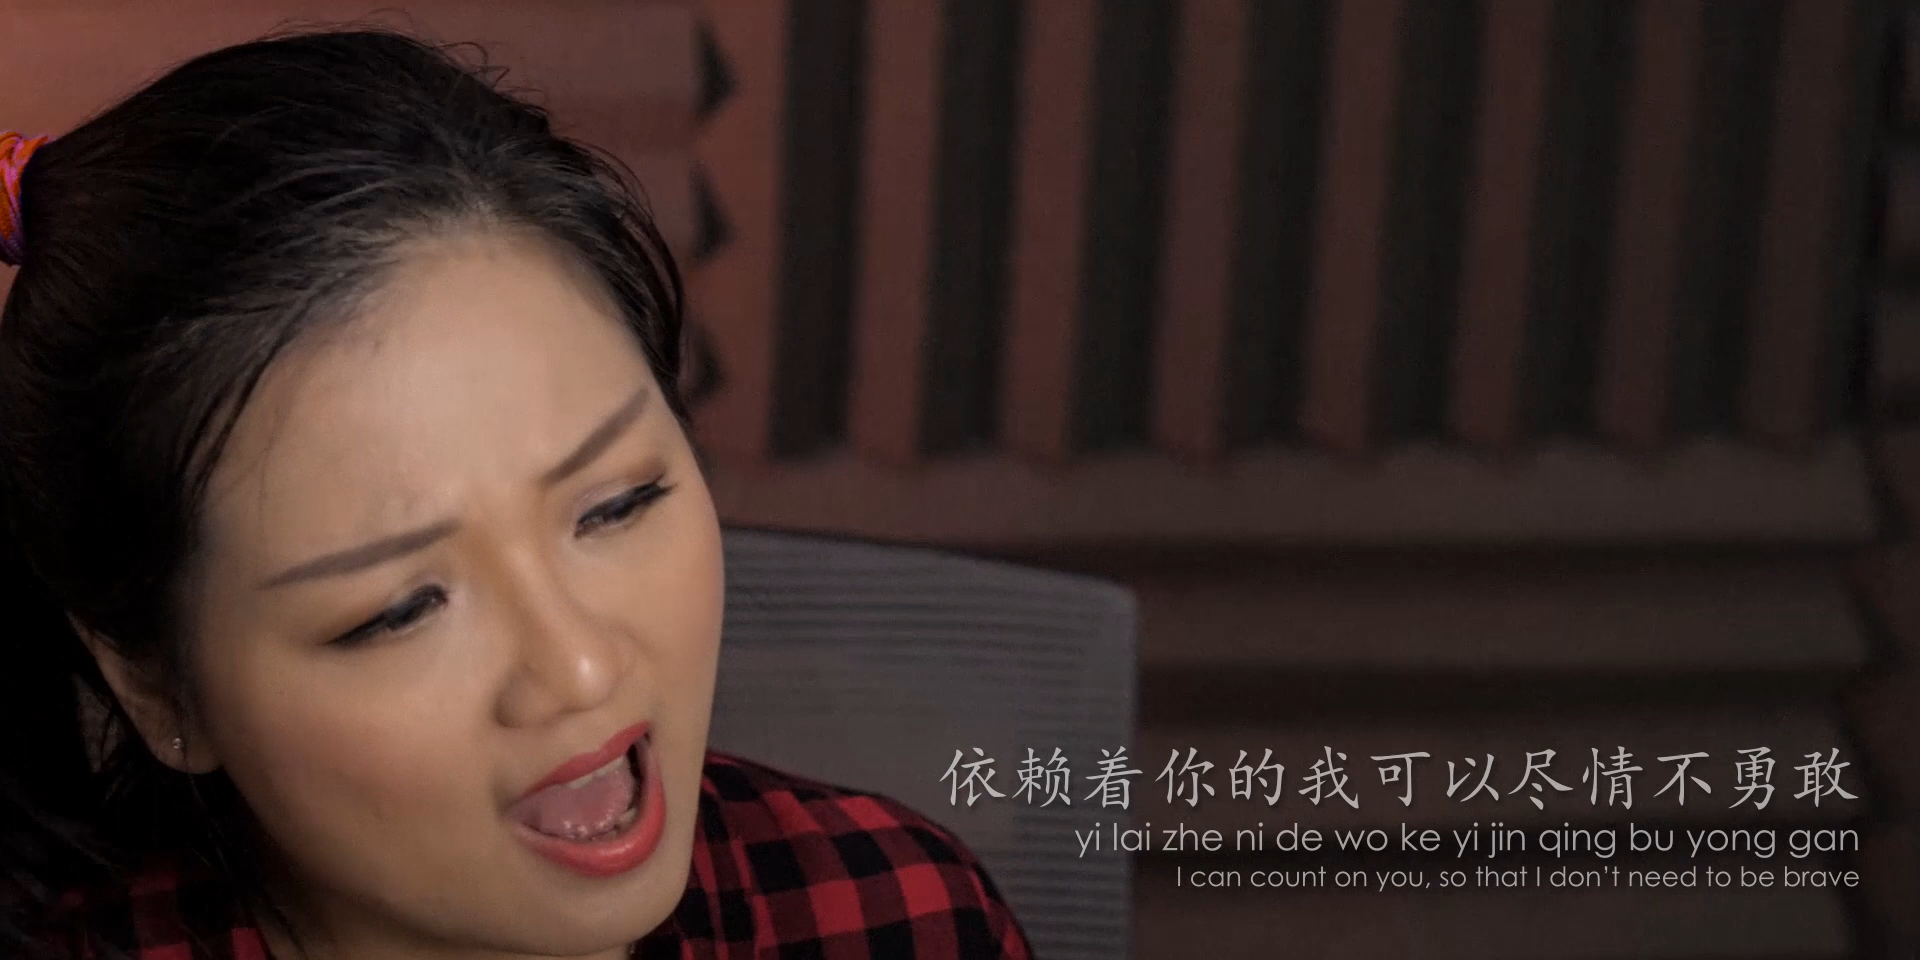 依赖着你的我可以尽情不勇敢
yi lai zhe ni de wo ke yi jin qing bu yong gan
I can count on you, so that I don't need to be brave